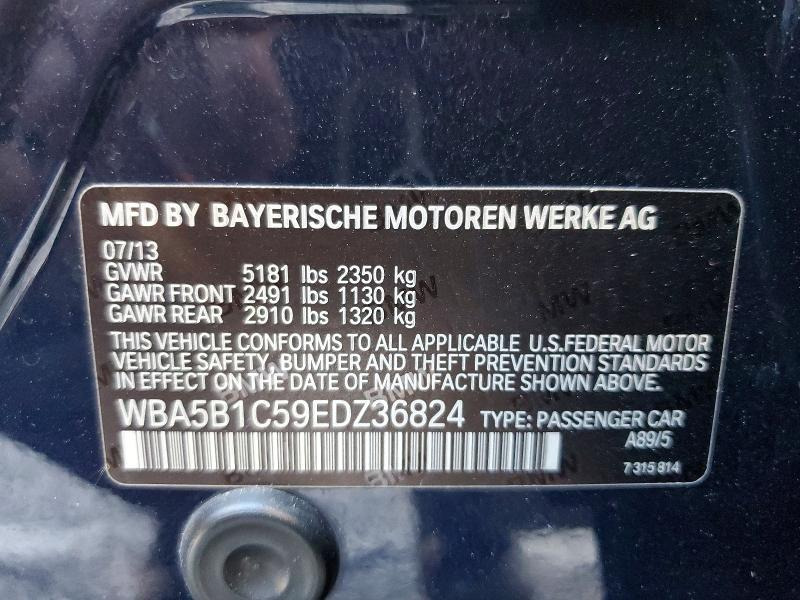 MFD BY BAYERISCHE MOTOREN WERKE AG
07/13
GVWR 5181 lbs 2350 kg
GAWR FRONT 2491 lbs 1130 kg
GAWR REAR 2910 lbs 1320 kg
THIS VEHICLE CONFORMS TO ALL APPLICABLE U.S.FEDERAL MOTOR
VEHICLE SAFETY, BUMPER AND THEFT PREVENTION STANDARDS
IN EFFECT ON THE DATE OF MANUFACTURE SHOWN ABOVE.
WBA5B1C59EDZ36824 TYPE: PASSENGER CAR
A89/5
7 315 814